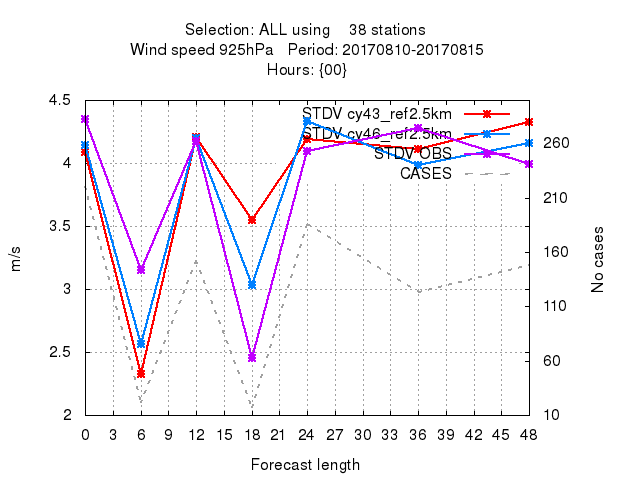 Selection: ALL using 38 stations
Wind speed 925hPa Period: 20170810-20170815
Hours: {00}
4.5
4
3.5
3
2.5
2
m/s
STDV cy43_ref2.5km
STDV cy46_ref2.5km
STDV OBS
CASES
260
210
160
110
60
10
No cases
0 3 6 9 12 15 18 21 24 27 30 33 36 39 42 45 48
Forecast length